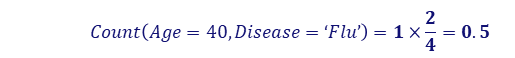 Count(Age = 40, Disease = ‘Flu’) = 1 × 2/4 = 0.5